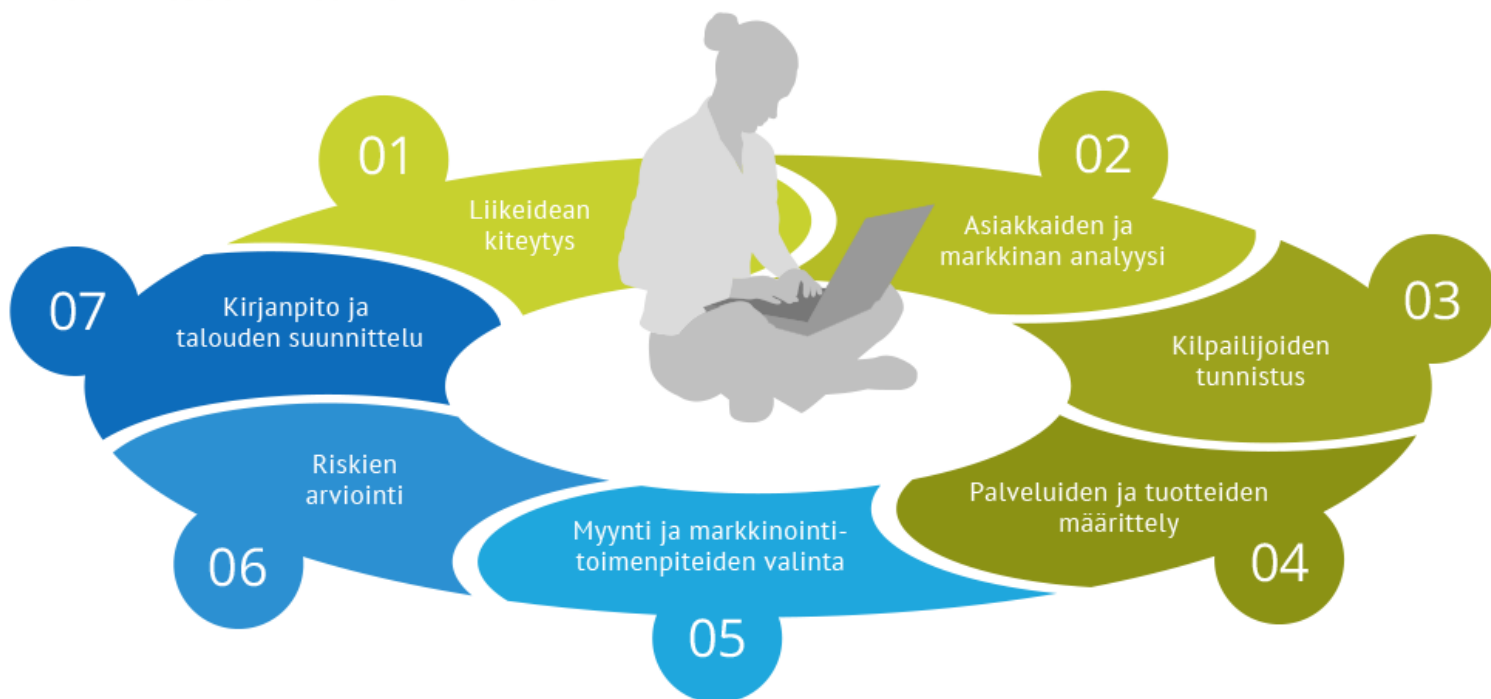 01
Liikeidean
kiteytys
02
Asiakkaiden ja
markkinan analyysi
03
Kilpailijoiden
tunnistus
04
Palveluiden ja tuotteiden
määrittely
05
Myynti ja markkinointi-
toimenpiteiden valinta
06
Riskien
arviointi
07
Kirjanpito ja
talouden suunnittelu